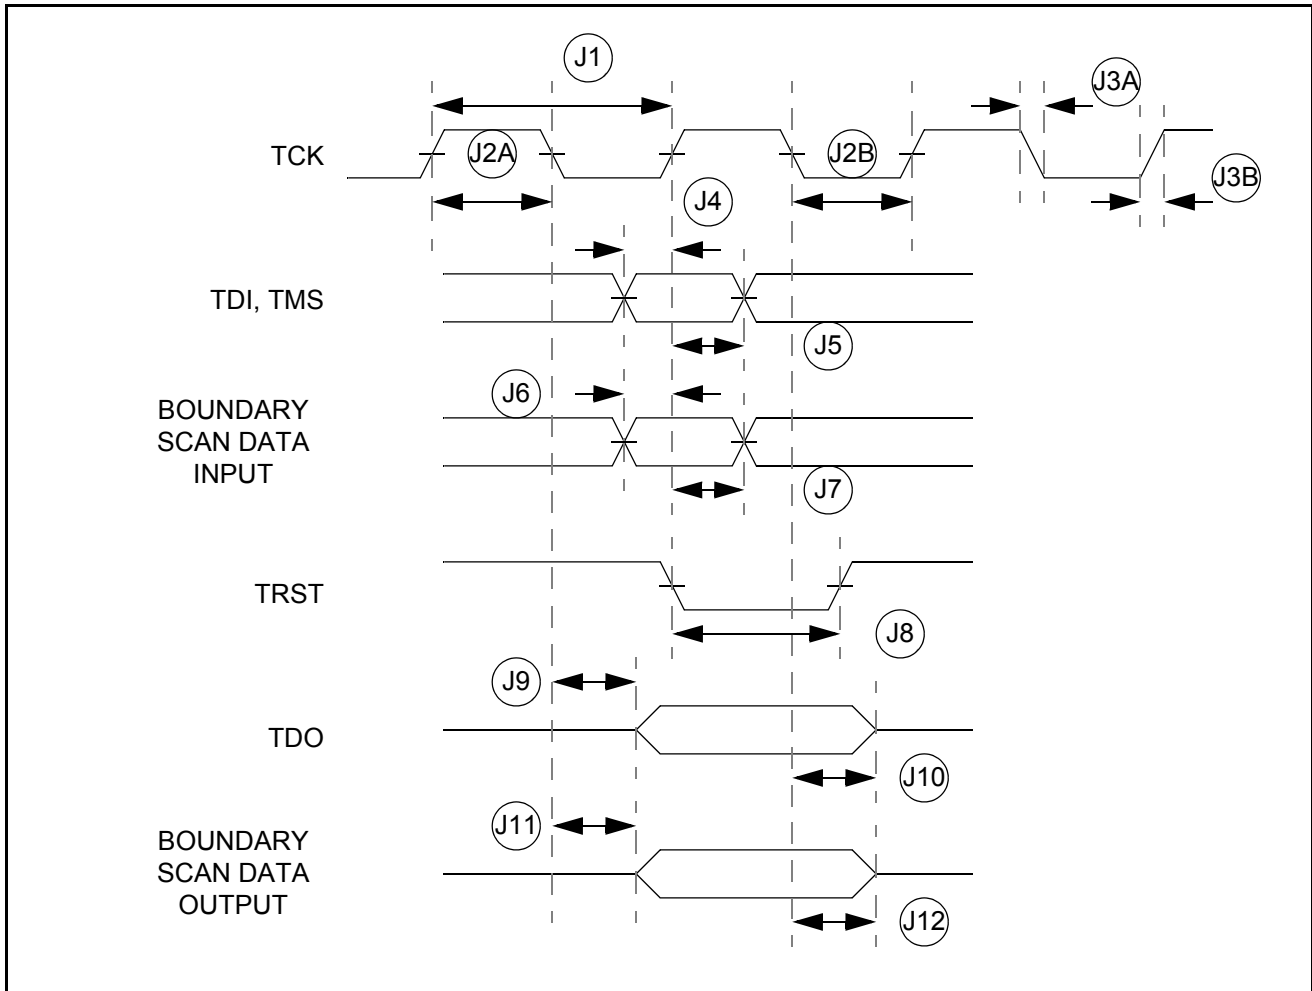 J1
J3A
TCK
J2A
J2B
J3B
J4
TDI, TMS
J5
J6
BOUNDARY
SCAN DATA
INPUT
J7
TRST
J8
J9
TDO
J10
J11
BOUNDARY
SCAN DATA
OUTPUT
J12